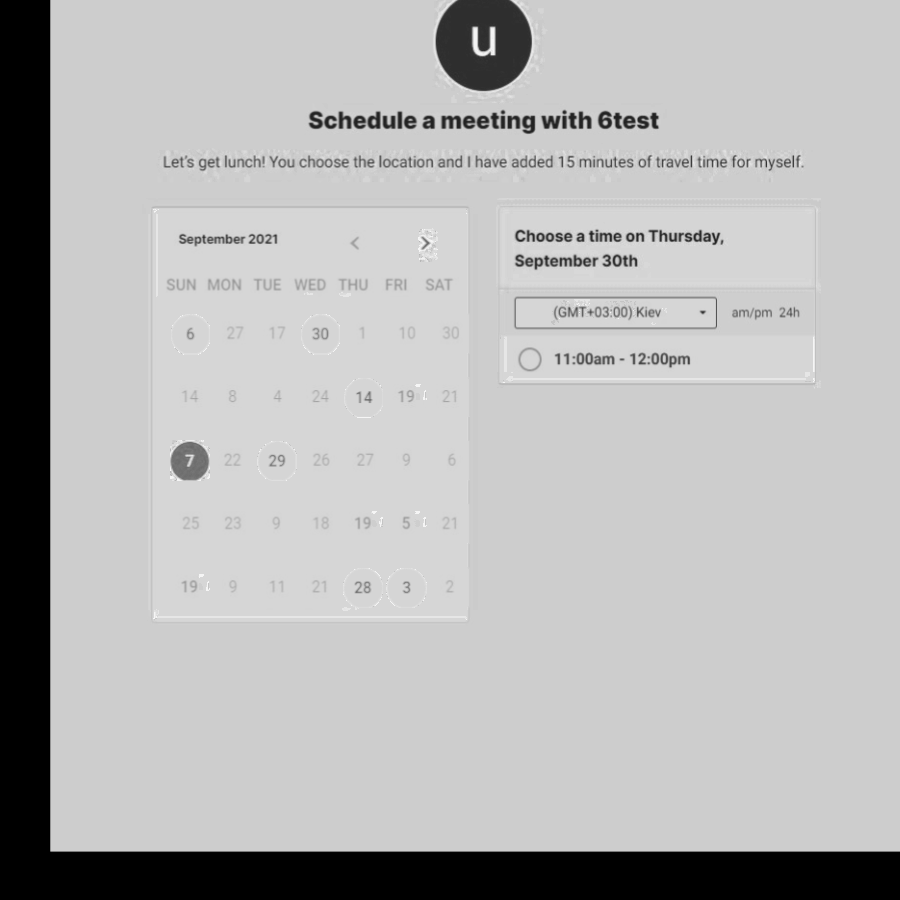 u
Schedule a meeting with 6test
Let's get lunch! You choose the location and I have added 15 minutes of travel time for myself.
September 2021
SUN MON TUE WED THU FRI SAT
6 27 17 30 1 10 30
14 8 4 24 14 19 21
7 22 29 26 27 9 6
25 23 9 18 19 5 21
19 9 11 21 28 3 2
Choose a time on Thursday,
September 30th
(GMT+03:00) Kiev am/pm 24h
11:00am - 12:00pm